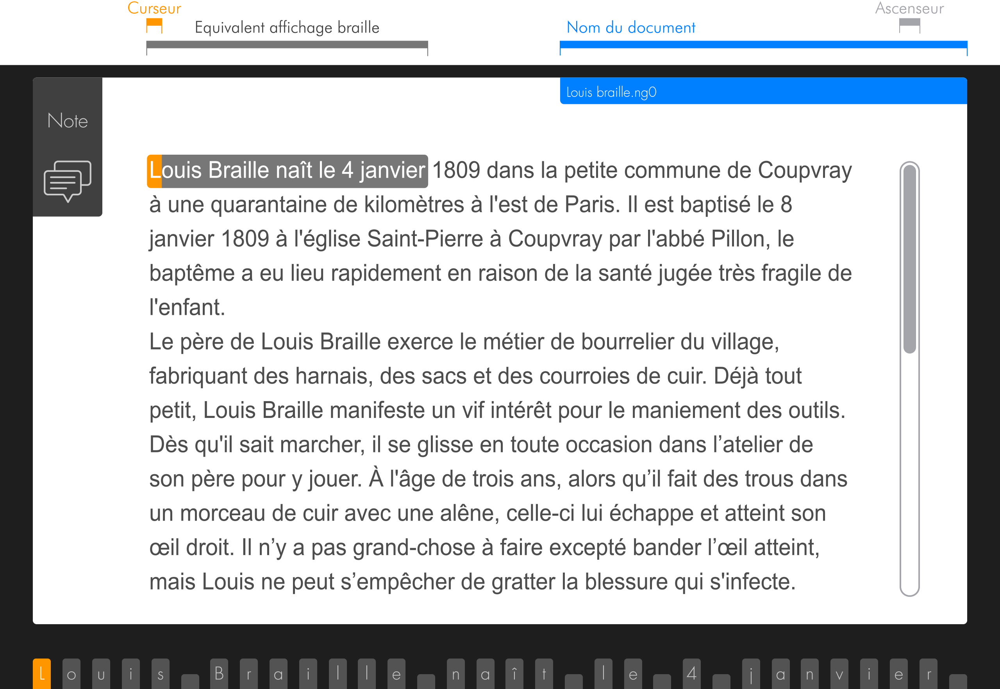 Curseur
Equivalent affichage braille
Nom du document
Ascenseur
Louis braille.ng0
Note
Louis Braille naît le 4 janvier 1809 dans la petite commune de Coupvray
à une quarantaine de kilomètres à l'est de Paris. Il est baptisé le 8
janvier 1809 à l'église Saint-Pierre à Coupvray par l'abbé Pillon, le
baptême a eu lieu rapidement en raison de la santé jugée très fragile de
l'enfant.
Le père de Louis Braille exerce le métier de bourrelier du village,
fabriquant des harnais, des sacs et des courroies de cuir. Déjà tout
petit, Louis Braille manifeste un vif intérêt pour le maniement des outils.
Dès qu'il sait marcher, il se glisse en toute occasion dans l’atelier de
son père pour y jouer. À l'âge de trois ans, alors qu’il fait des trous dans
un morceau de cuir avec une alêne, celle-ci lui échappe et atteint son
œil droit. Il n’y a pas grand-chose à faire excepté bander l’œil atteint,
mais Louis ne peut s’empêcher de gratter la blessure qui s'infecte.
Louis Braille naît le 4 janvier